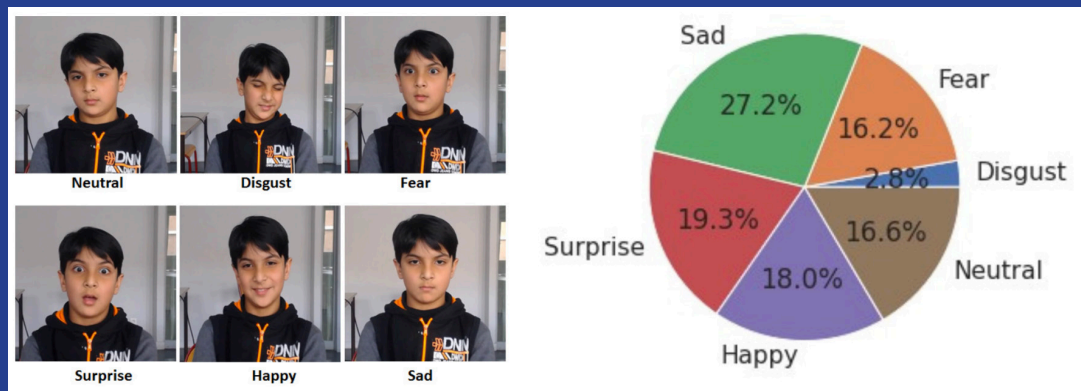 Neutral
Disgust
Fear
Surprise
Happy
Sad
Sad
27.2%
Fear
16.2%
Disgust
2.8%
Surprise
19.3%
16.6%
Neutral
18.0%
Happy